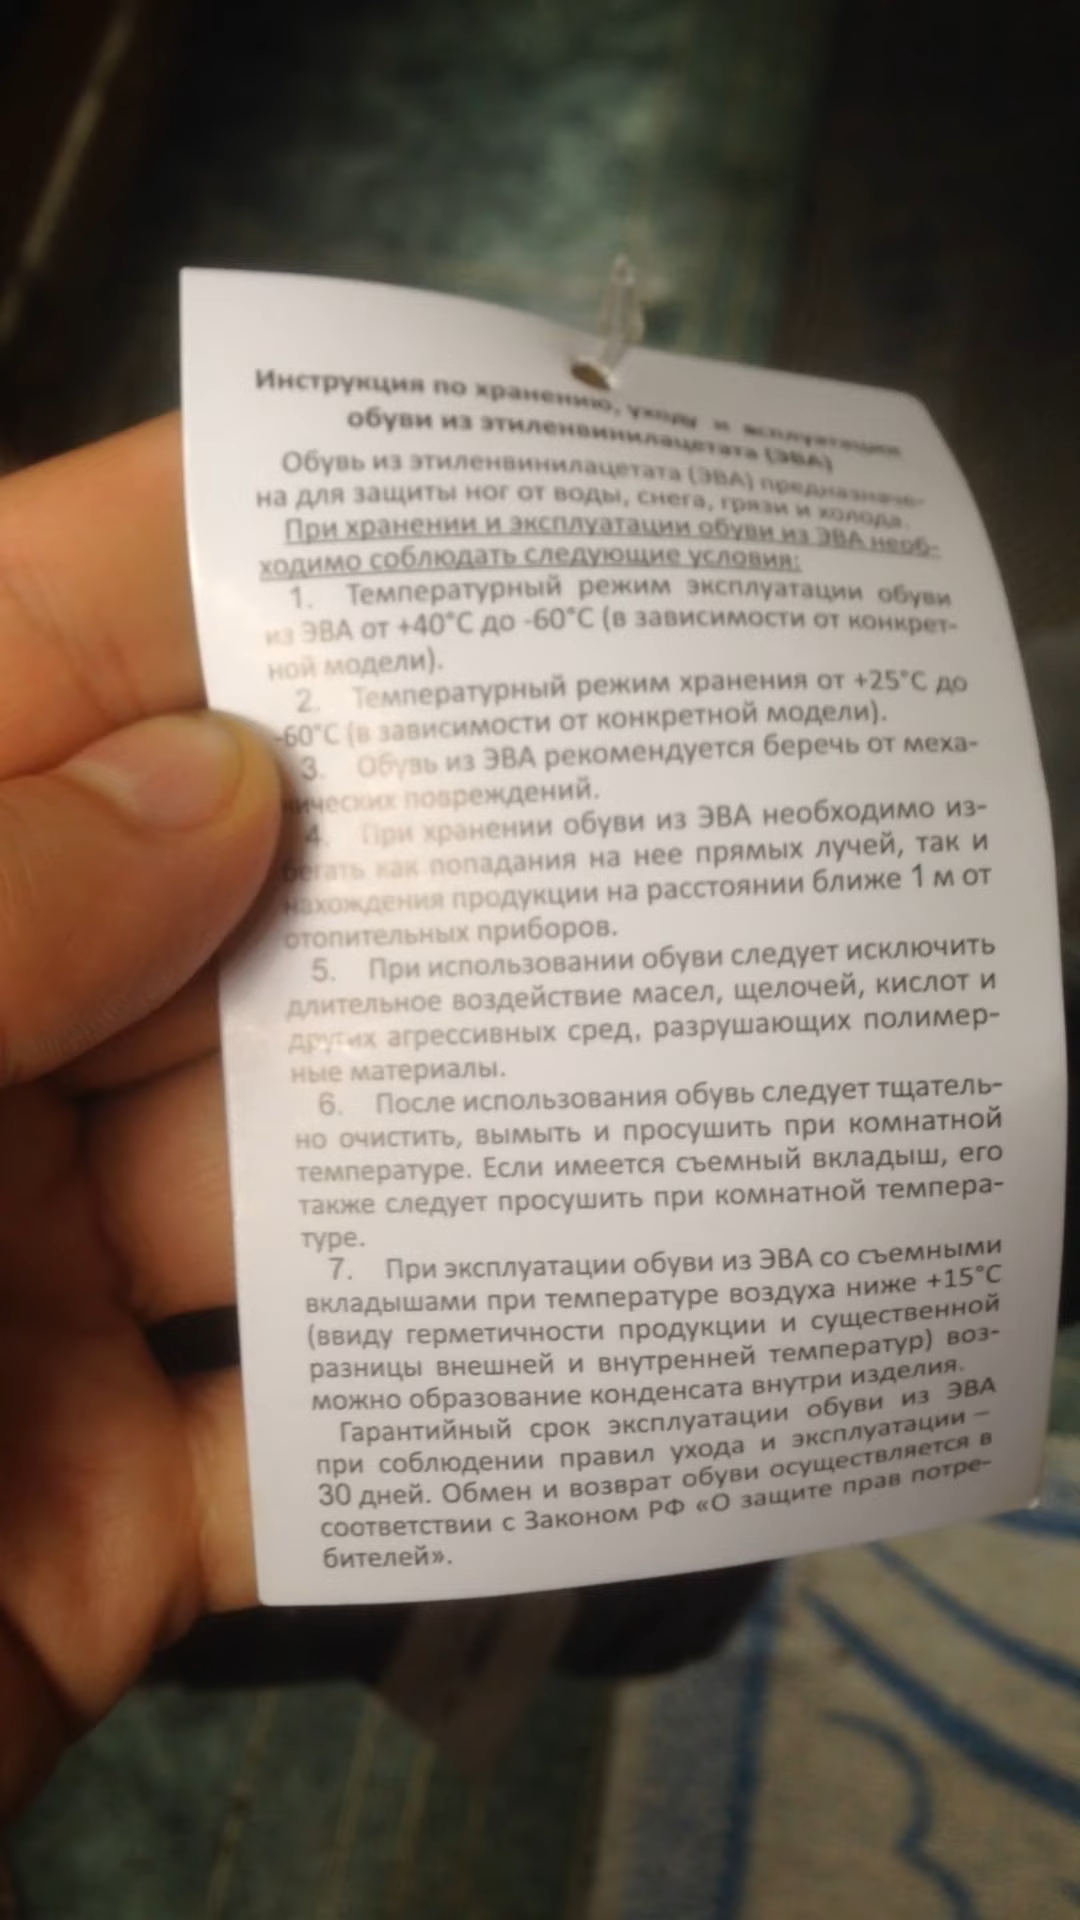 Инструкция по хранению, уходу и эсплуатации
обуви из этиленвинилацетата (ЭВА)
Обувь из этиленвинилацетата (ЭВА) предназначе-
на для защиты ног от воды, снега, грязи и холода.
При хранении и эксплуатации обуви из ЭВА необ-
ходимо соблюдать следующие условия:
1. Температурный режим эксплуатации обуви
из ЭВА от +40°С до -60°С (в зависимости от конкрет-
ной модели).
2. Температурный режим хранения от +25°С до
-60°С (в зависимости от конкретной модели).
3. Обувь из ЭВА рекомендуется беречь от меха-
нических повреждений.
4. При хранении обуви из ЭВА необходимо из-
бегать как попадания на нее прямых лучей, так и
нахождения продукции на расстоянии ближе 1 м от
отопительных приборов.
5. При использовании обуви следует исключить
длительное воздействие масел, щелочей, кислот и
других агрессивных сред, разрушающих полимер-
ные материалы.
6. После использования обувь следует тщатель-
но очистить, вымыть и просушить при комнатной
температуре. Если имеется съемный вкладыш, его
также следует просушить при комнатной темпера-
туре.
7. При эксплуатации обуви из ЭВА со съемными
вкладышами при температуре воздуха ниже +15°С
(ввиду герметичности продукции и существенной
разницы внешней и внутренней температур) воз-
можно образование конденсата внутри изделия.
Гарантийный срок эксплуатации обуви из ЭВА
при соблюдении правил ухода и эксплуатации –
30 дней. Обмен и возврат обуви осуществляется в
соответствии с Законом РФ «О защите прав потре-
бителей».